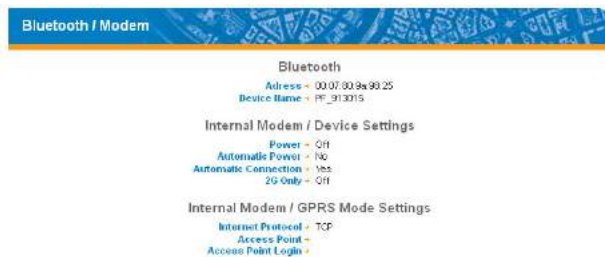 Bluetooth / Modem
Bluetooth
Adress 00:07:80:9a:98:25
Device Name PF_913015
Internal Modem / Device Settings
Power Off
Automatic Power No
Automatic Connection Yes
2G Only Off
Internal Modem / GPRS Mode Settings
Internet Protocol TCP
Access Point
Access Point Login